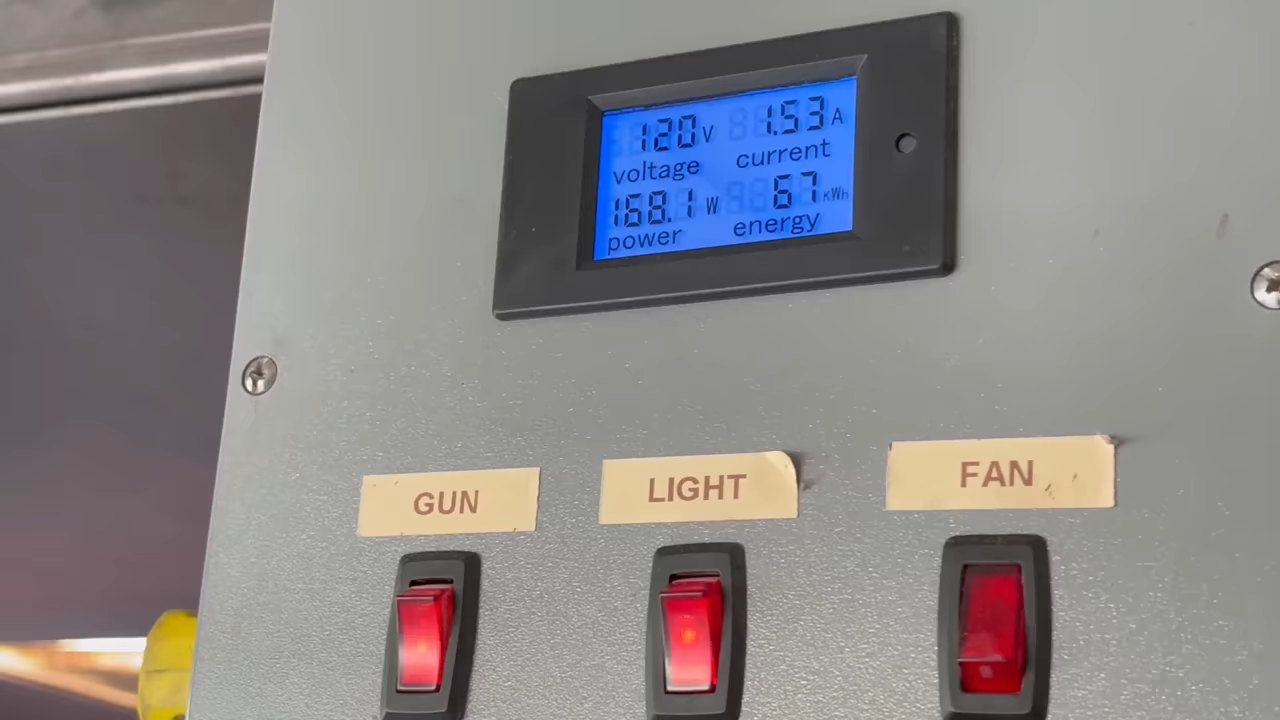 120 V 1.53 A
voltage current
168.1 W 67 KWh
power energy
GUN LIGHT FAN